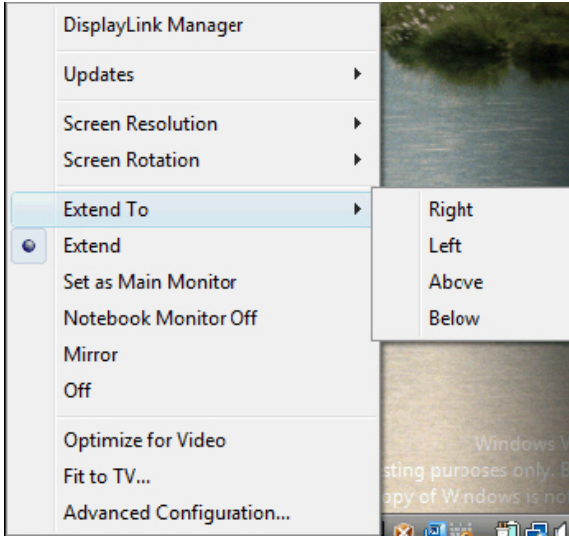 DisplayLink Manager
Updates
Screen Resolution
Screen Rotation
Extend To
Right
Left
Above
Below
Extend
Set as Main Monitor
Notebook Monitor Off
Mirror
Off
Optimize for Video
Fit to TV...
Advanced Configuration...
Windows V
sting purposes only. B
opy of Windows is no